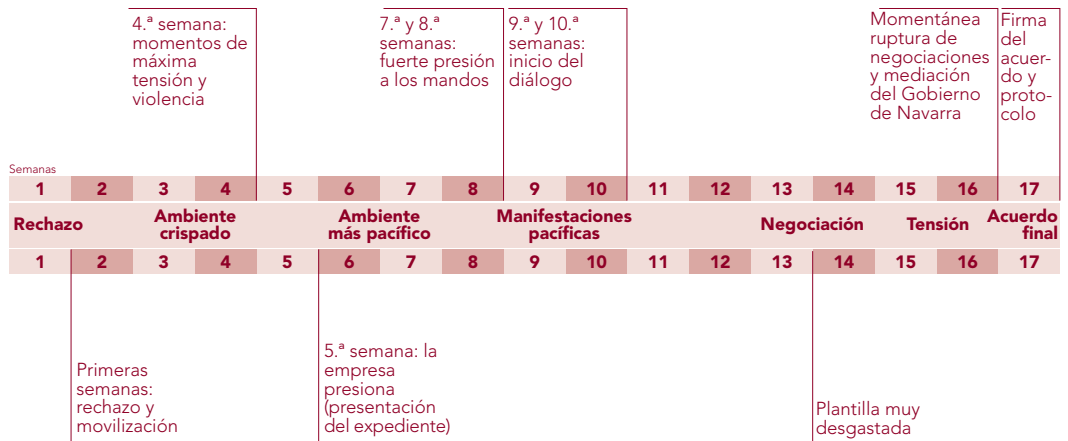 4.ª semana:
momentos de
máxima
tensión y
violencia
7.ª y 8.ª
semanas:
fuerte presión
a los mandos
9.ª y 10.ª
semanas:
inicio del
diálogo
Momentánea
ruptura de
negociaciones
y mediación
del Gobierno
de Navarra
Firma
del
acuer-
do y
proto-
colo
Semanas
1 2 3 4 5 6 7 8 9 10 11 12 13 14 15 16 17
Rechazo
Ambiente
crispado
Ambiente
más pacífico
Manifestaciones
pacíficas
Negociación
Tensión
Acuerdo
final
1 2 3 4 5 6 7 8 9 10 11 12 13 14 15 16 17
Primeras
semanas:
rechazo y
movilización
5.ª semana: la
empresa
presiona
(presentación
del expediente)
Plantilla muy
desgastada